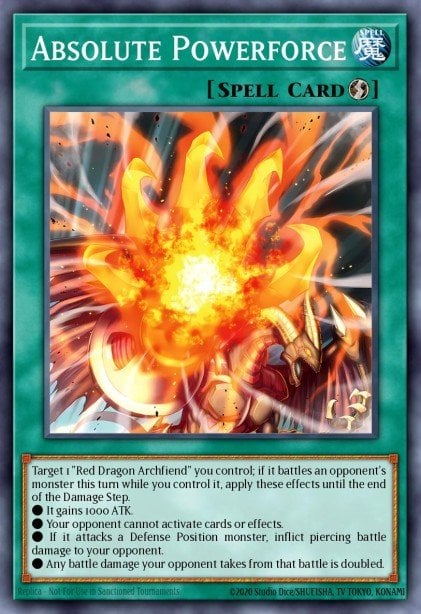 ABSOLUTE POWERFORCE
SPELL
魔
[SPELL CARD]
Target 1 "Red Dragon Archfiend" you control; if it battles an opponent's
monster this turn while you control it, apply these effects until the end
of the Damage Step.
● It gains 1000 ATK.
● Your opponent cannot activate cards or effects.
● If it attacks a Defense Position monster, inflict piercing battle
damage to your opponent.
● Any battle damage your opponent takes from that battle is doubled.
Replica - Not For Use in Sanctioned Tournaments
©2020 Studio Dice/SHUEISHA, TV TOKYO, KONAMI